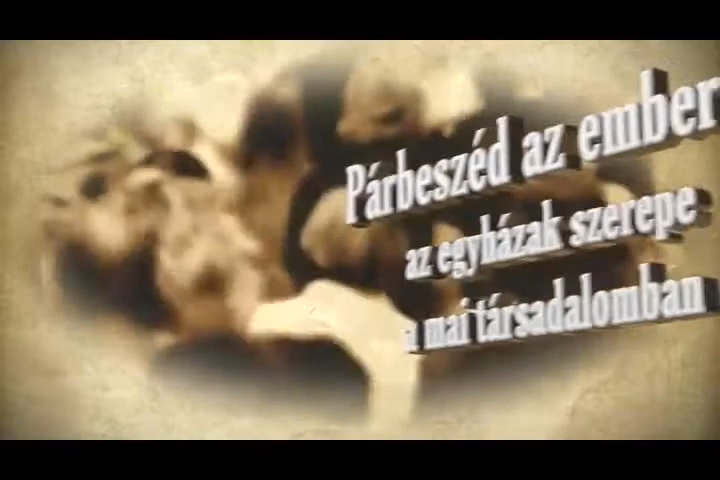 Párbeszéd az ember
az egyházak szerepe
a mai társadalomban